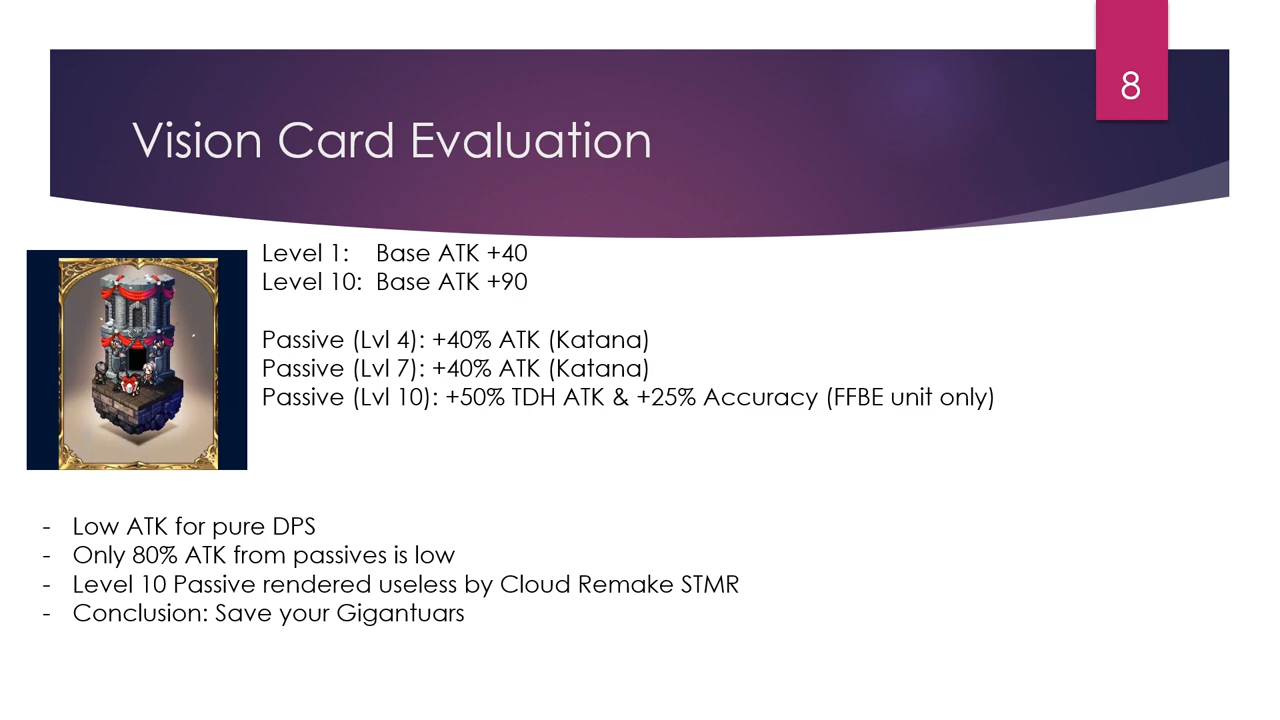 8
Vision Card Evaluation
Level 1: Base ATK +40
Level 10: Base ATK +90
Passive (Lvl 4): +40% ATK (Katana)
Passive (Lvl 7): +40% ATK (Katana)
Passive (Lvl 10): +50% TDH ATK & +25% Accuracy (FFBE unit only)
- Low ATK for pure DPS
- Only 80% ATK from passives is low
- Level 10 Passive rendered useless by Cloud Remake STMR
- Conclusion: Save your Gigantuars